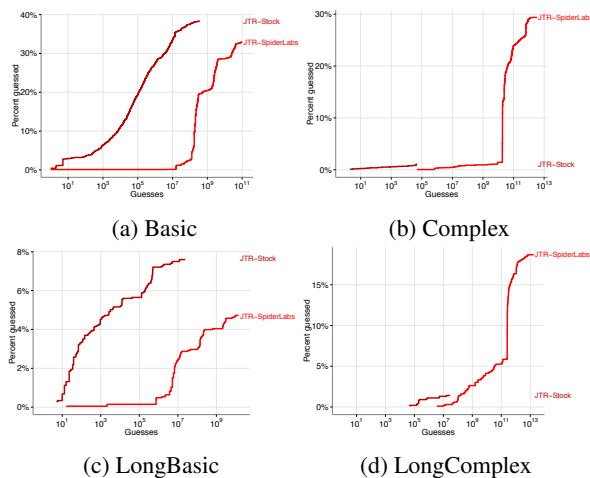 Percent guessed
40%
30%
20%
10%
0%
JTR−Stock
JTR−SpiderLabs
10^1 10^3 10^5 10^7 10^9 10^11
Guesses
(a) Basic
Percent guessed
30%
20%
10%
0%
JTR−SpiderLabs
JTR−Stock
10^1 10^3 10^5 10^7 10^9 10^11 10^13
Guesses
(b) Complex
Percent guessed
8%
6%
4%
2%
0%
JTR−Stock
JTR−SpiderLabs
10^1 10^3 10^5 10^7 10^9
Guesses
(c) LongBasic
Percent guessed
15%
10%
5%
0%
JTR−SpiderLabs
JTR−Stock
10^1 10^3 10^5 10^7 10^9 10^11 10^13
Guesses
(d) LongComplex